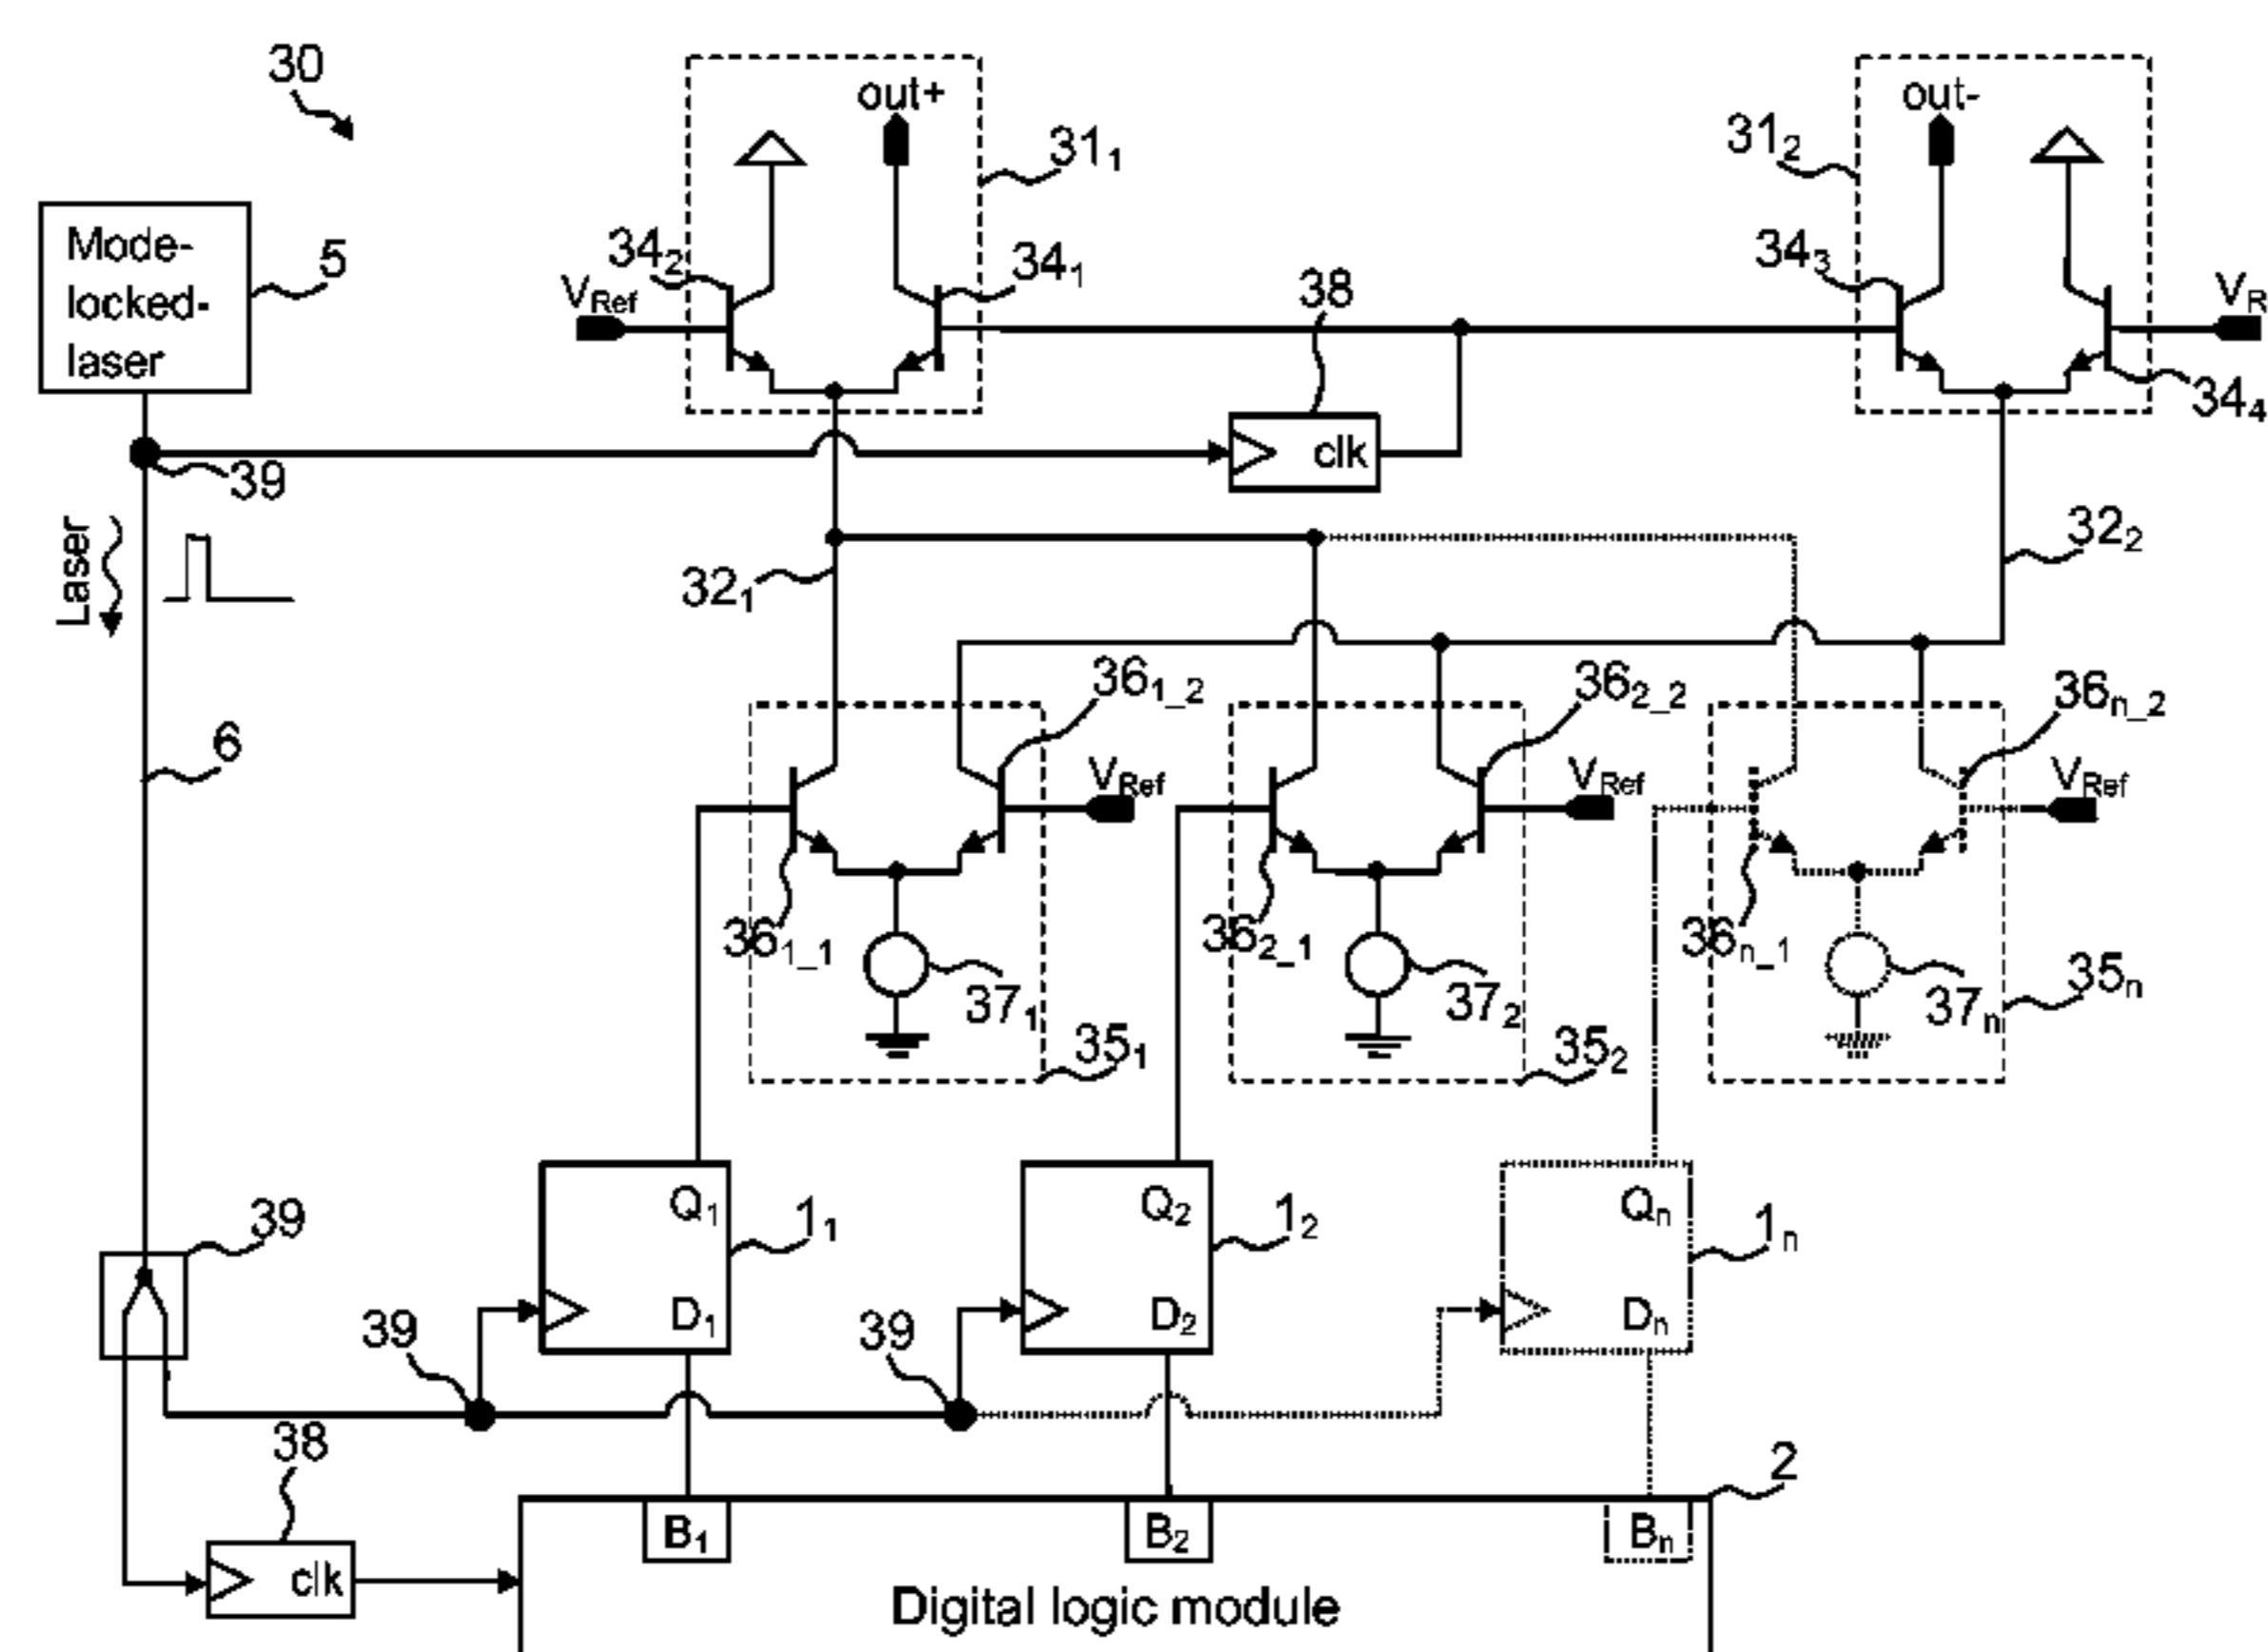 30
out+
out-
31₁
31₂
Mode-
locked-
laser
5
34₂
34₁
34₃
V_Ref
38
V_R
34₄
clk
39
Laser
32₁
32₂
6
36₁_₂
36₂_₂
36ₙ_₂
V_Ref
V_Ref
V_Ref
36₁_₁
36₂_₁
36ₙ_₁
37₁
37₂
37ₙ
35₁
35₂
35ₙ
39
Q₁
1₁
Q₂
1₂
Qₙ
1ₙ
39
D₁
39
D₂
Dₙ
38
2
clk
B₁
B₂
Bₙ
Digital logic module